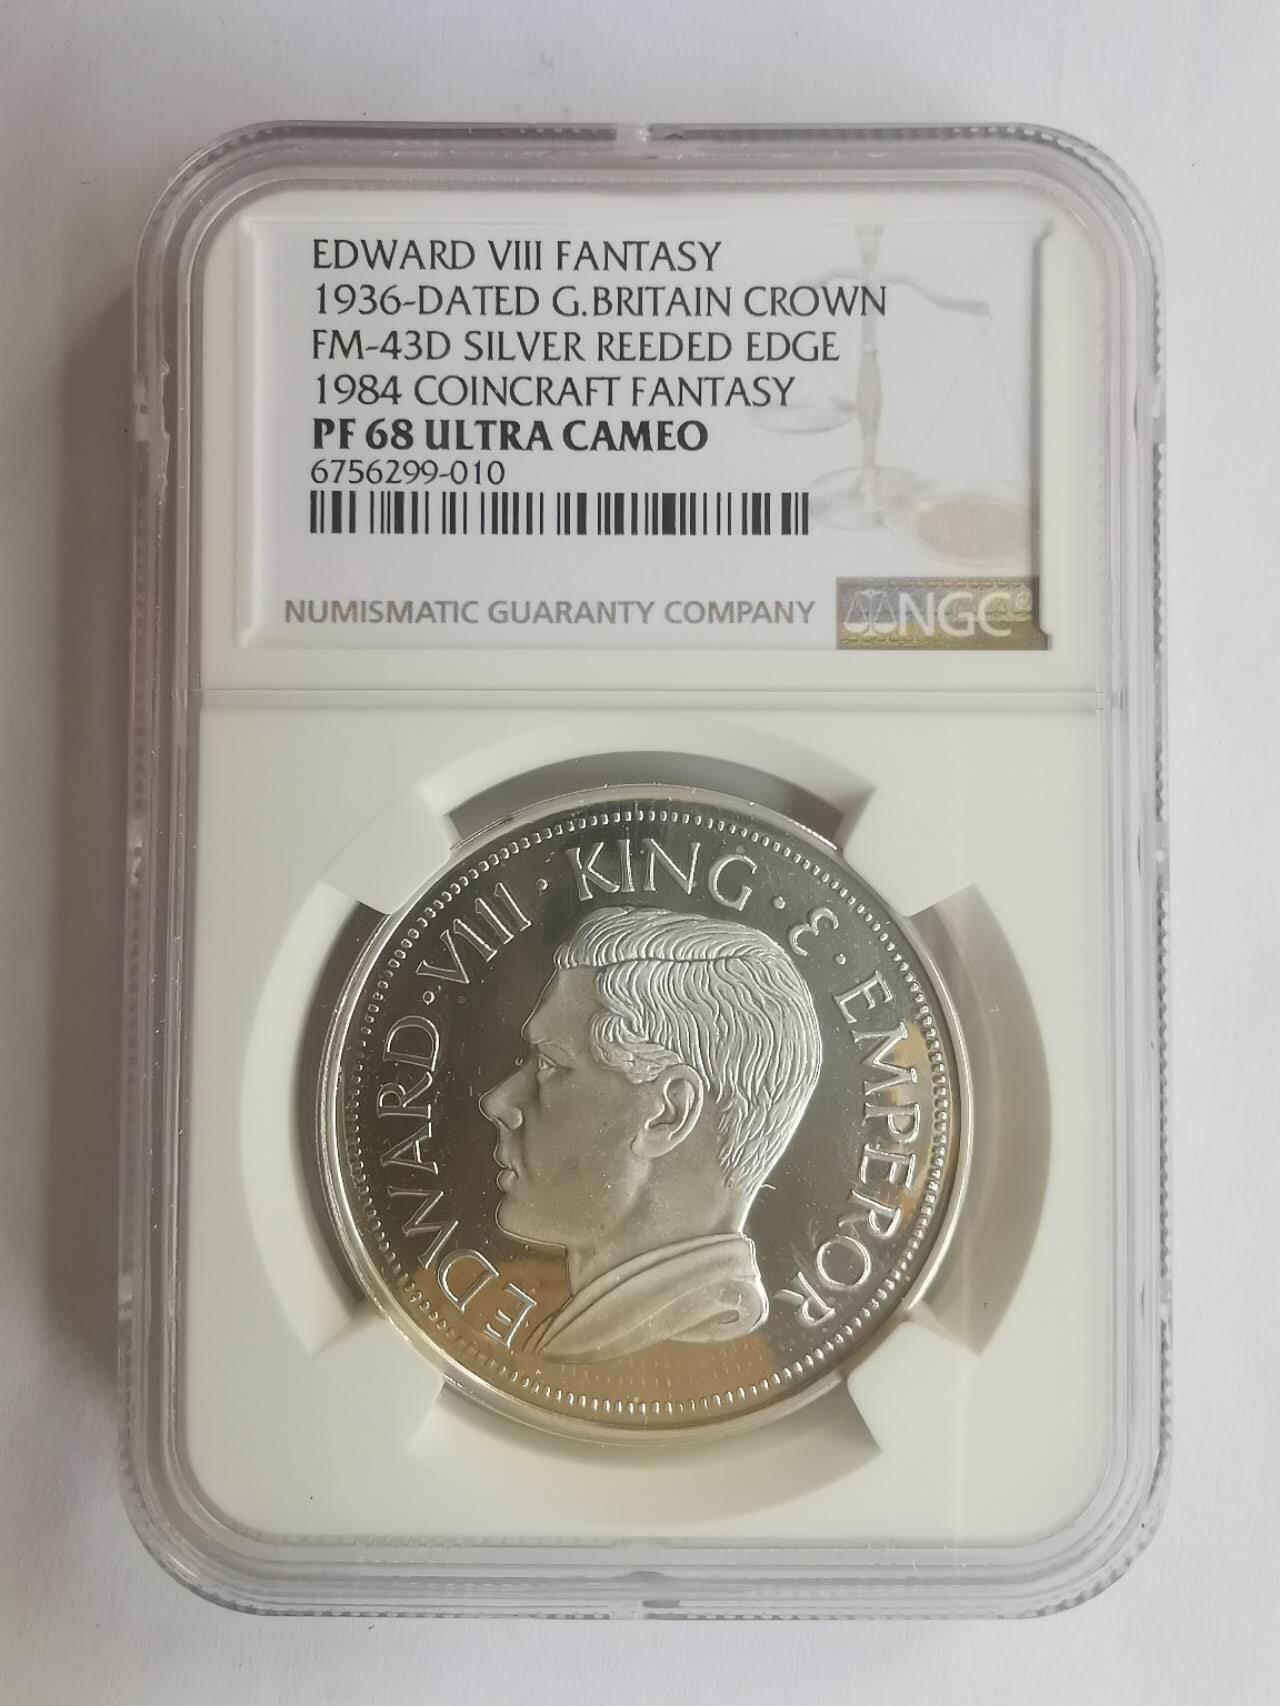 EDWARD VIII FANTASY
1936-DATED G.BRITAIN CROWN
FM-43D SILVER REEDED EDGE
1984 COINCRAFT FANTASY
PF 68 ULTRA CAMEO
6756299-010
NUMISMATIC GUARANTY COMPANY
NGC
EDWARD · VIII · KING · & · EMPEROR